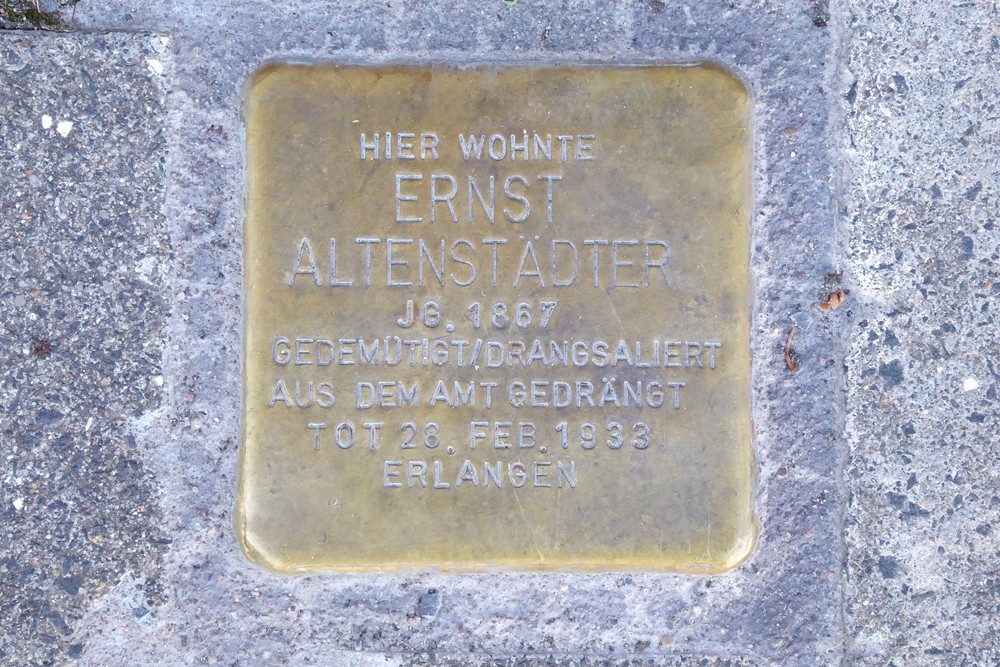 HIER WOHNTE
ERNST
ALTENSTÄDTER
JG. 1867
GEDEMÜTIGT/DRANGSALIERT
AUS DEM AMT GEDRÄNGT
TOT 28. FEB. 1933
ERLANGEN